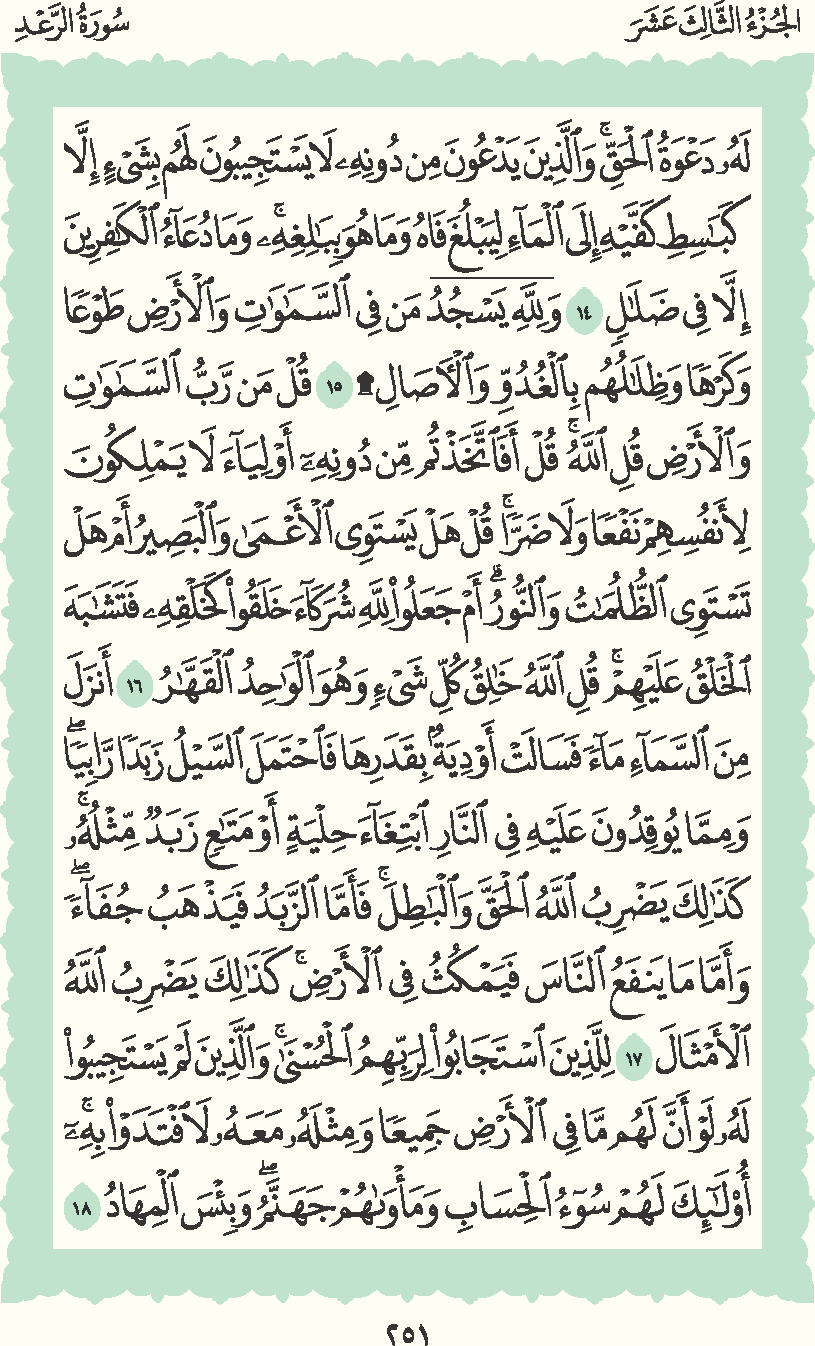 الجُزْءُ الثَّالِثَ عَشَرَ
سُورَةُ الرَّعْدِ
لَهُۥ دَعْوَةُ ٱلْحَقِّۚ وَٱلَّذِينَ يَدْعُونَ مِن دُونِهِۦ لَا يَسْتَجِيبُونَ لَهُم بِشَىْءٍ إِلَّا
كَبَٰسِطِ كَفَّيْهِ إِلَى ٱلْمَآءِ لِيَبْلُغَ فَاهُ وَمَا هُوَ بِبَٰلِغِهِۦۚ وَمَا دُعَآءُ ٱلْكَٰفِرِينَ
إِلَّا فِى ضَلَٰلٍ ١٤ وَلِلَّهِ يَسْجُدُ مَن فِى ٱلسَّمَٰوَٰتِ وَٱلْأَرْضِ طَوْعًا
وَكَرْهًا وَظِلَٰلُهُم بِٱلْغُدُوِّ وَٱلْءَاصَالِ ۩ ١٥ قُلْ مَن رَّبُّ ٱلسَّمَٰوَٰتِ
وَٱلْأَرْضِ قُلِ ٱللَّهُۚ قُلْ أَفَٱتَّخَذْتُم مِّن دُونِهِۦٓ أَوْلِيَآءَ لَا يَمْلِكُونَ
لِأَنفُسِهِمْ نَفْعًا وَلَا ضَرًّاۚ قُلْ هَلْ يَسْتَوِى ٱلْأَعْمَىٰ وَٱلْبَصِيرُ أَمْ هَلْ
تَسْتَوِى ٱلظُّلُمَٰتُ وَٱلنُّورُۗ أَمْ جَعَلُوا۟ لِلَّهِ شُرَكَآءَ خَلَقُوا۟ كَخَلْقِهِۦ فَتَشَٰبَهَ
ٱلْخَلْقُ عَلَيْهِمْۚ قُلِ ٱللَّهُ خَٰلِقُ كُلِّ شَىْءٍ وَهُوَ ٱلْوَٰحِدُ ٱلْقَهَّٰرُ ١٦ أَنزَلَ
مِنَ ٱلسَّمَآءِ مَآءً فَسَالَتْ أَوْدِيَةٌۢ بِقَدَرِهَا فَٱحْتَمَلَ ٱلسَّيْلُ زَبَدًا رَّابِيًاۖ
وَمِمَّا يُوقِدُونَ عَلَيْهِ فِى ٱلنَّارِ ٱبْتِغَآءَ حِلْيَةٍ أَوْ مَتَٰعٍ زَبَدٌ مِّثْلُهُۥۚ
كَذَٰلِكَ يَضْرِبُ ٱللَّهُ ٱلْحَقَّ وَٱلْبَٰطِلَۚ فَأَمَّا ٱلزَّبَدُ فَيَذْهَبُ جُفَآءًۖ
وَأَمَّا مَا يَنفَعُ ٱلنَّاسَ فَيَمْكُثُ فِى ٱلْأَرْضِۚ كَذَٰلِكَ يَضْرِبُ ٱللَّهُ
ٱلْأَمْثَالَ ١٧ لِلَّذِينَ ٱسْتَجَابُوا۟ لِرَبِّهِمُ ٱلْحُسْنَىٰۚ وَٱلَّذِينَ لَمْ يَسْتَجِيبُوا۟
لَهُۥ لَوْ أَنَّ لَهُم مَّا فِى ٱلْأَرْضِ جَمِيعًا وَمِثْلَهُۥ مَعَهُۥ لَٱفْتَدَوْا۟ بِهِۦٓۚ
أُو۟لَٰٓئِكَ لَهُمْ سُوٓءُ ٱلْحِسَابِ وَمَأْوَىٰهُمْ جَهَنَّمُۖ وَبِئْسَ ٱلْمِهَادُ ١٨
٢٥١